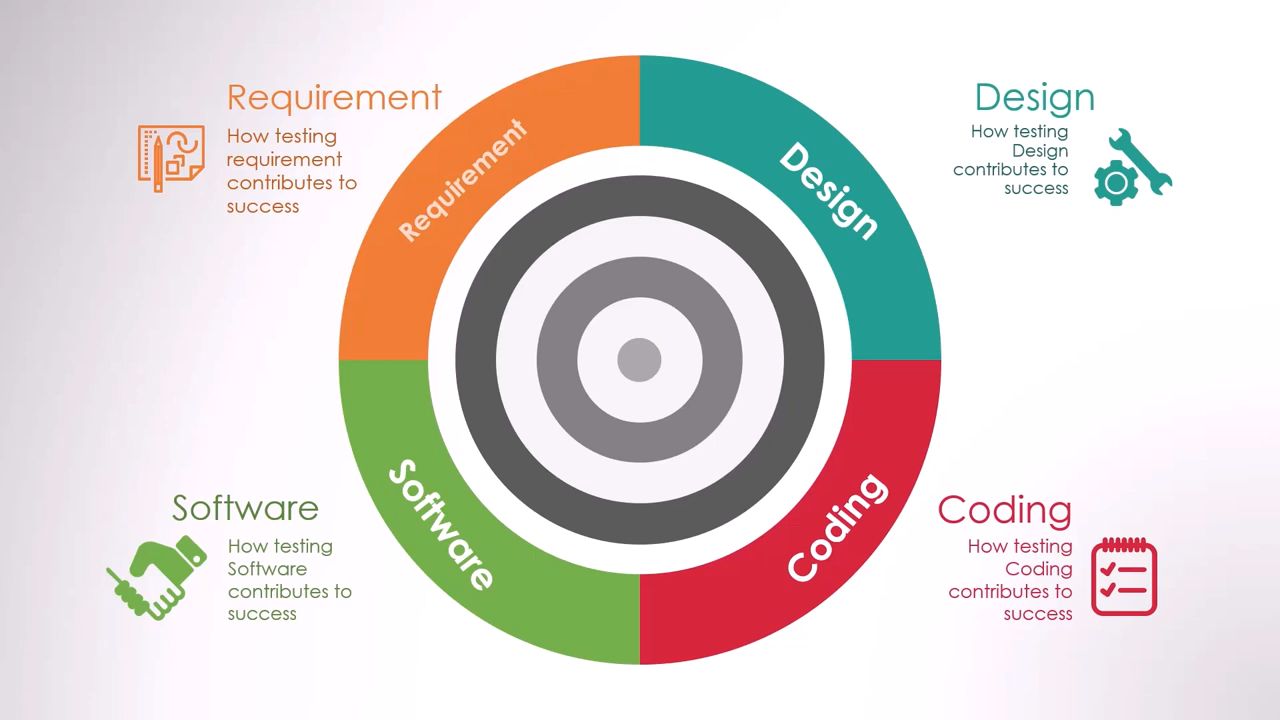 Requirement
How testing
requirement
contributes to
success
Design
How testing
Design
contributes to
success
Requirement
Design
Software
Coding
Software
How testing
Software
contributes to
success
Coding
How testing
Coding
contributes to
success